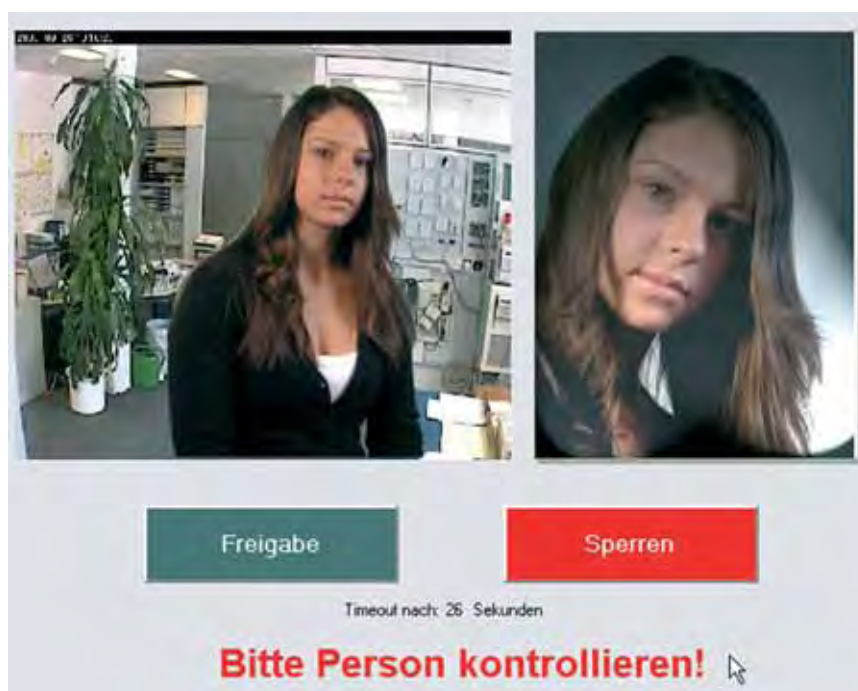 Freigabe
Sperren
Timeout nach: 26 Sekunden
Bitte Person kontrollieren!